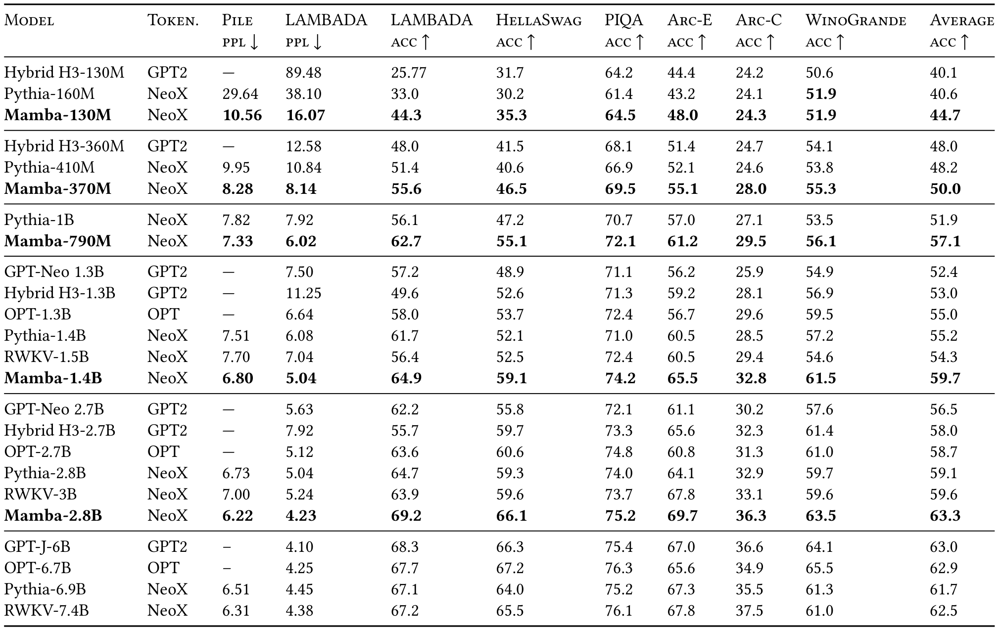 MODEL TOKEN. PILE LAMBADA LAMBADA HELLASWAG PIQA ARC-E ARC-C WINOGRANDE AVERAGE
PPL ↓ PPL ↓ ACC ↑ ACC ↑ ACC ↑ ACC ↑ ACC ↑ ACC ↑ ACC ↑
Hybrid H3-130M GPT2 — 89.48 25.77 31.7 64.2 44.4 24.2 50.6 40.1
Pythia-160M NeoX 29.64 38.10 33.0 30.2 61.4 43.2 24.1 51.9 40.6
Mamba-130M NeoX 10.56 16.07 44.3 35.3 64.5 48.0 24.3 51.9 44.7
Hybrid H3-360M GPT2 — 12.58 48.0 41.5 68.1 51.4 24.7 54.1 48.0
Pythia-410M NeoX 9.95 10.84 51.4 40.6 66.9 52.1 24.6 53.8 48.2
Mamba-370M NeoX 8.28 8.14 55.6 46.5 69.5 55.1 28.0 55.3 50.0
Pythia-1B NeoX 7.82 7.92 56.1 47.2 70.7 57.0 27.1 53.5 51.9
Mamba-790M NeoX 7.33 6.02 62.7 55.1 72.1 61.2 29.5 56.1 57.1
GPT-Neo 1.3B GPT2 — 7.50 57.2 48.9 71.1 56.2 25.9 54.9 52.4
Hybrid H3-1.3B GPT2 — 11.25 49.6 52.6 71.3 59.2 28.1 56.9 53.0
OPT-1.3B OPT — 6.64 58.0 53.7 72.4 56.7 29.6 59.5 55.0
Pythia-1.4B NeoX 7.51 6.08 61.7 52.1 71.0 60.5 28.5 57.2 55.2
RWKV-1.5B NeoX 7.70 7.04 56.4 52.5 72.4 60.5 29.4 54.6 54.3
Mamba-1.4B NeoX 6.80 5.04 64.9 59.1 74.2 65.5 32.8 61.5 59.7
GPT-Neo 2.7B GPT2 — 5.63 62.2 55.8 72.1 61.1 30.2 57.6 56.5
Hybrid H3-2.7B GPT2 — 7.92 55.7 59.7 73.3 65.6 32.3 61.4 58.0
OPT-2.7B OPT — 5.12 63.6 60.6 74.8 60.8 31.3 61.0 58.7
Pythia-2.8B NeoX 6.73 5.04 64.7 59.3 74.0 64.1 32.9 59.7 59.1
RWKV-3B NeoX 7.00 5.24 63.9 59.6 73.7 67.8 33.1 59.6 59.6
Mamba-2.8B NeoX 6.22 4.23 69.2 66.1 75.2 69.7 36.3 63.5 63.3
GPT-J-6B GPT2 – 4.10 68.3 66.3 75.4 67.0 36.6 64.1 63.0
OPT-6.7B OPT – 4.25 67.7 67.2 76.3 65.6 34.9 65.5 62.9
Pythia-6.9B NeoX 6.51 4.45 67.1 64.0 75.2 67.3 35.5 61.3 61.7
RWKV-7.4B NeoX 6.31 4.38 67.2 65.5 76.1 67.8 37.5 61.0 62.5